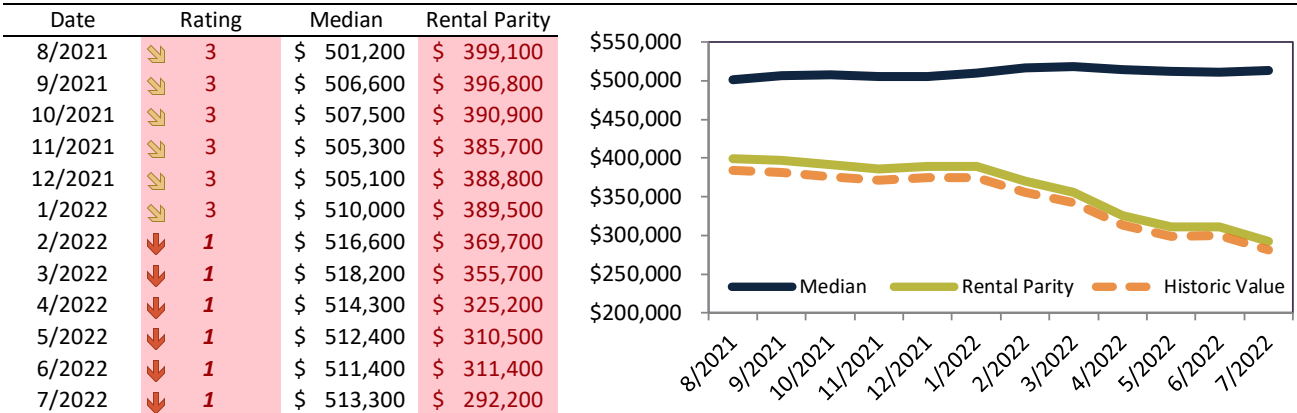 Date Rating Median Rental Parity
8/2021 3 $ 501,200 $ 399,100
9/2021 3 $ 506,600 $ 396,800
10/2021 3 $ 507,500 $ 390,900
11/2021 3 $ 505,300 $ 385,700
12/2021 3 $ 505,100 $ 388,800
1/2022 3 $ 510,000 $ 389,500
2/2022 1 $ 516,600 $ 369,700
3/2022 1 $ 518,200 $ 355,700
4/2022 1 $ 514,300 $ 325,200
5/2022 1 $ 512,400 $ 310,500
6/2022 1 $ 511,400 $ 311,400
7/2022 1 $ 513,300 $ 292,200
$550,000
$500,000
$450,000
$400,000
$350,000
$300,000
$250,000
$200,000
Median Rental Parity Historic Value
8/2021 9/2021 10/2021 11/2021 12/2021 1/2022 2/2022 3/2022 4/2022 5/2022 6/2022 7/2022